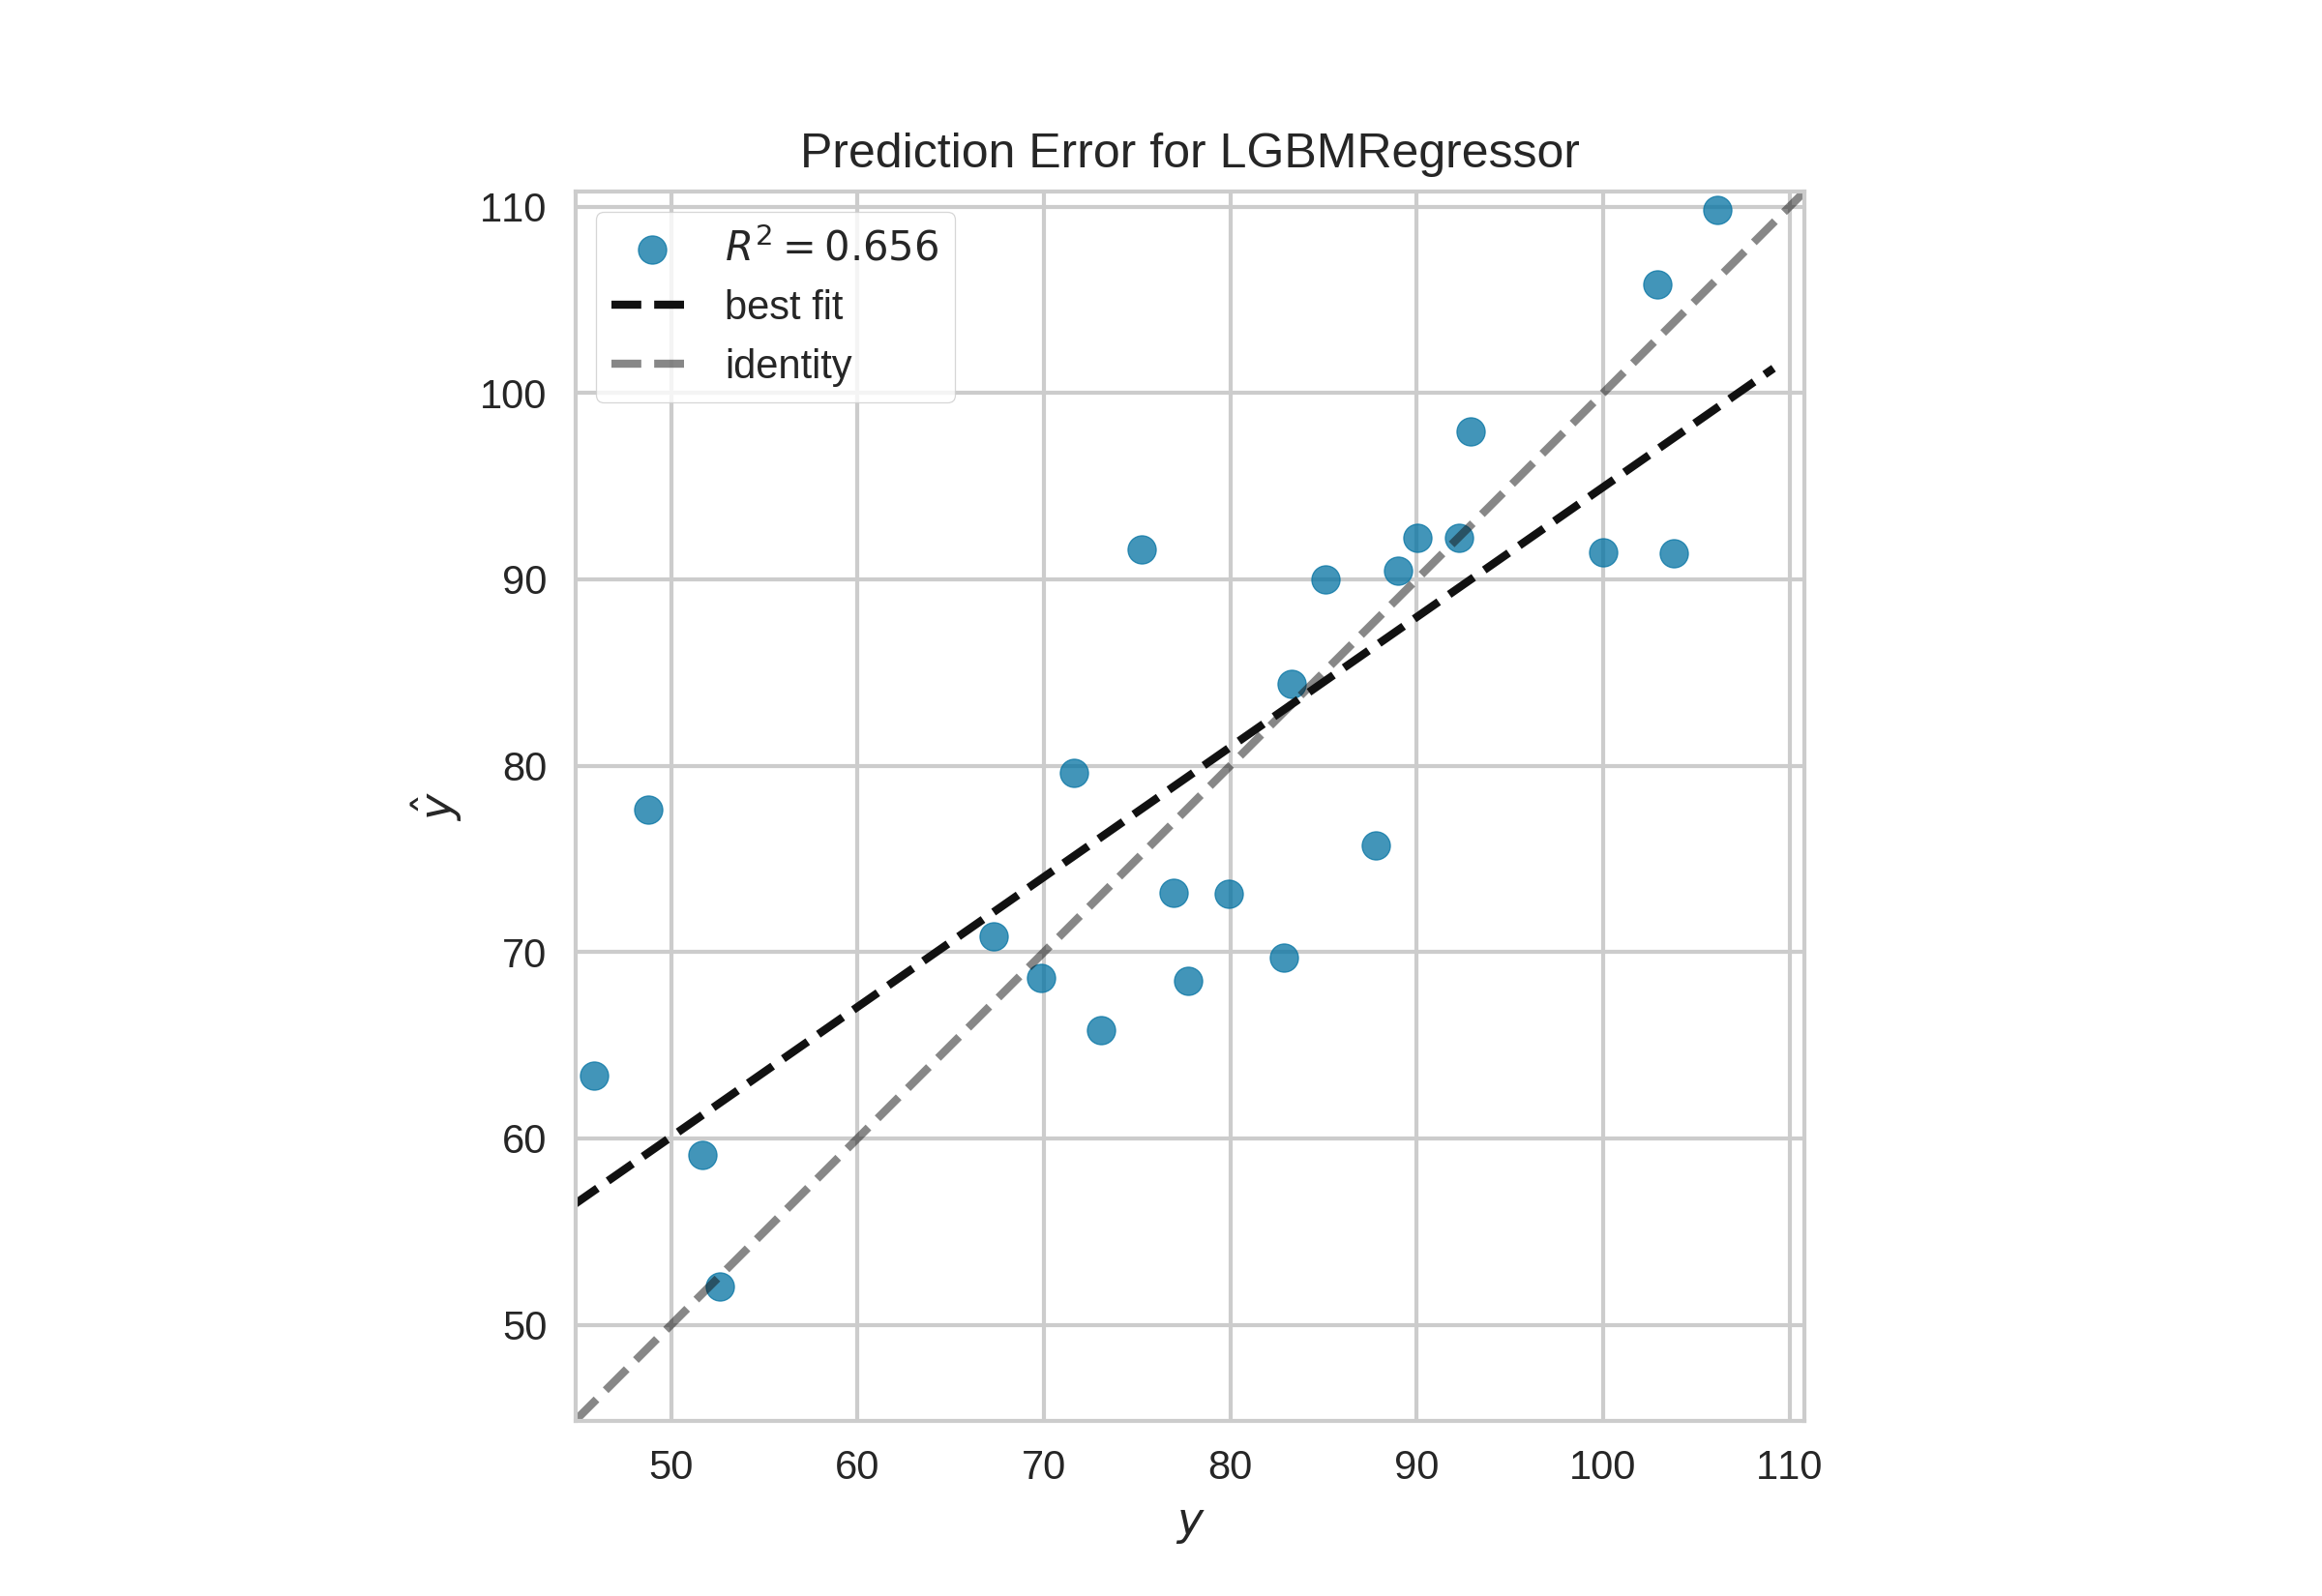 Prediction Error for LGBMRegressor
110
100
90
80
70
60
50
R² = 0.656
best fit
identity
ŷ
50 60 70 80 90 100 110
y